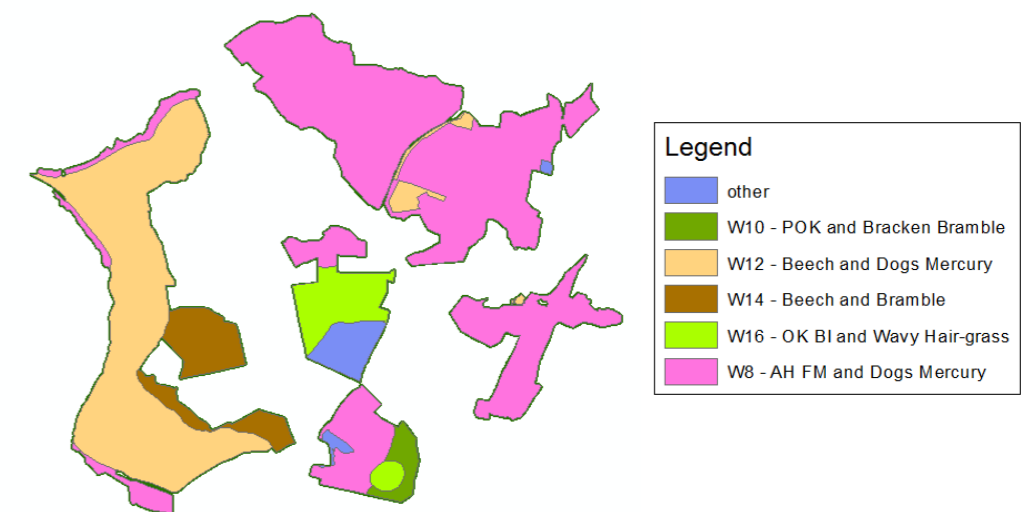 Legend
other
W10 - POK and Bracken Bramble
W12 - Beech and Dogs Mercury
W14 - Beech and Bramble
W16 - OK BI and Wavy Hair-grass
W8 - AH FM and Dogs Mercury